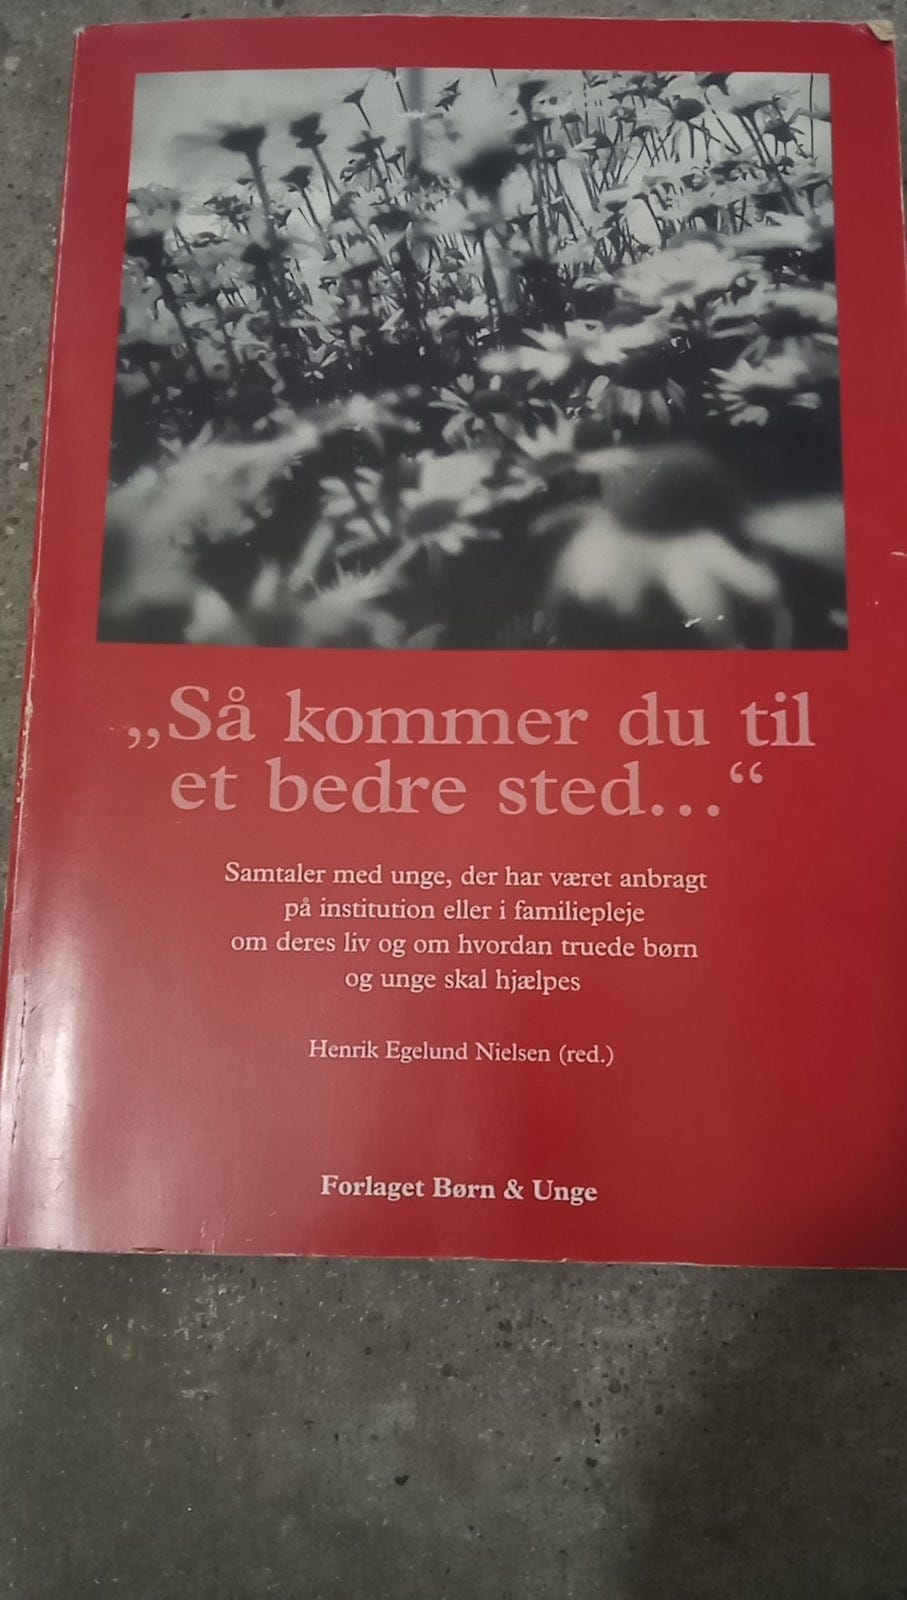 „Så kommer du til
et bedre sted...“
Samtaler med unge, der har været anbragt
på institution eller i familiepleje
om deres liv og om hvordan truede børn
og unge skal hjælpes
Henrik Egelund Nielsen (red.)
Forlaget Børn & Unge